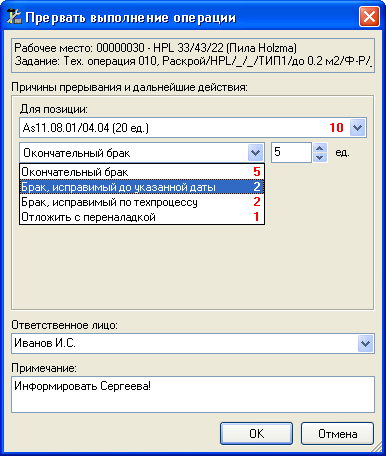 Прервать выполнение операции
Рабочее место: 00000030 - HPL 33/43/22 (Пила Holzma)
Задание: Тех. операция 010, Раскрой/HPL/_/_/ТИП1/до 0.2 м2/Ф-Р/_
Причины прерывания и дальнейшие действия:
Для позиции:
As11.08.01/04.04 (20 ед.) 10
Окончательный брак 5 ед.
Окончательный брак 5
Брак, исправимый до указанной даты 2
Брак, исправимый по техпроцессу 2
Отложить с переналадкой 1
Ответственное лицо:
Иванов И.С.
Примечание:
Информировать Сергеева!
OK Отмена